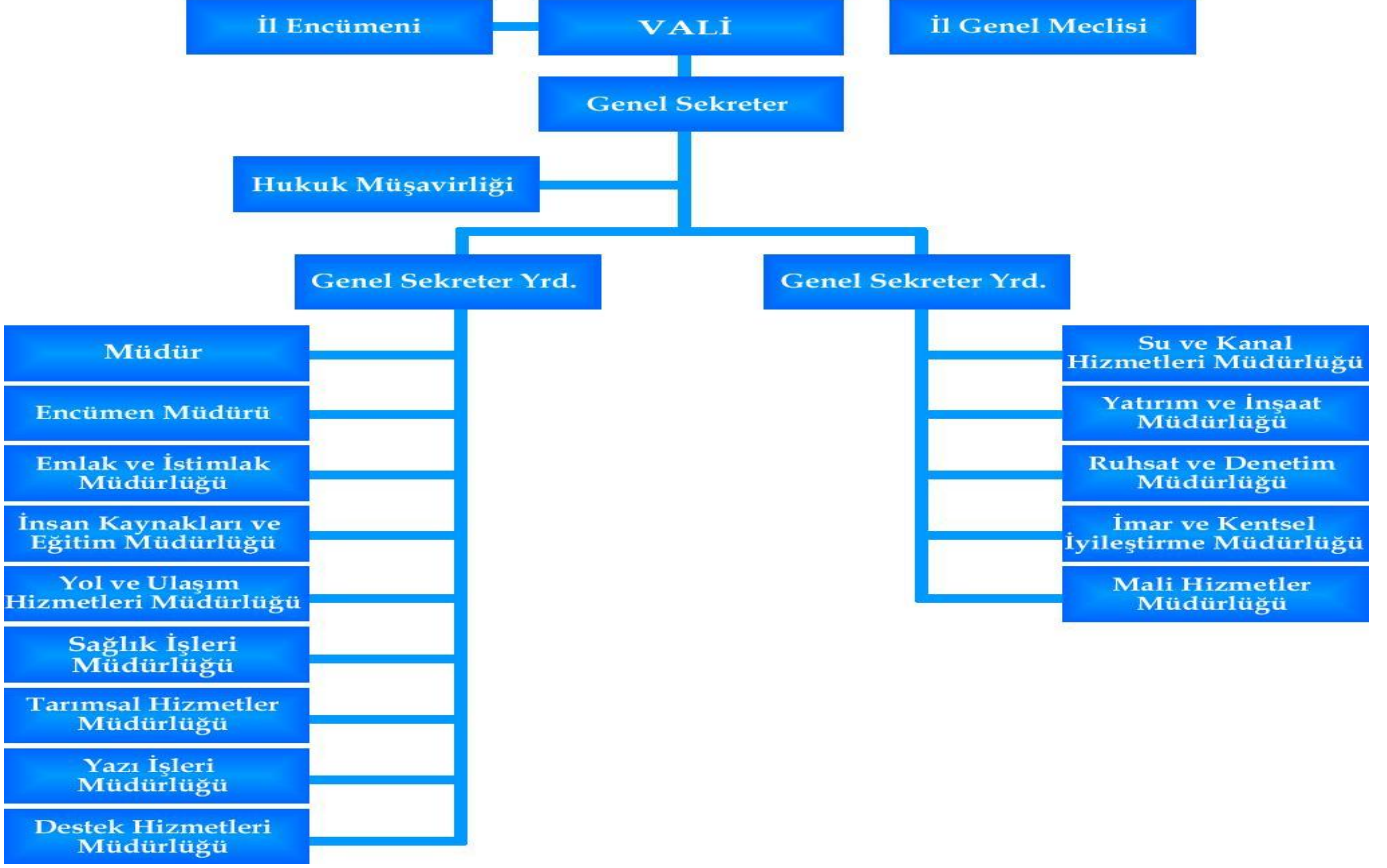 İl Encümeni
VALİ
İl Genel Meclisi
Genel Sekreter
Hukuk Müşavirliği
Genel Sekreter Yrd.
Genel Sekreter Yrd.
Müdür
Encümen Müdürü
Emlak ve İstimlak
Müdürlüğü
İnsan Kaynakları ve
Eğitim Müdürlüğü
Yol ve Ulaşım
Hizmetleri Müdürlüğü
Sağlık İşleri
Müdürlüğü
Tarımsal Hizmetler
Müdürlüğü
Yazı İşleri
Müdürlüğü
Destek Hizmetleri
Müdürlüğü
Su ve Kanal
Hizmetleri Müdürlüğü
Yatırım ve İnşaat
Müdürlüğü
Ruhsat ve Denetim
Müdürlüğü
İmar ve Kentsel
İyileştirme Müdürlüğü
Mali Hizmetler
Müdürlüğü